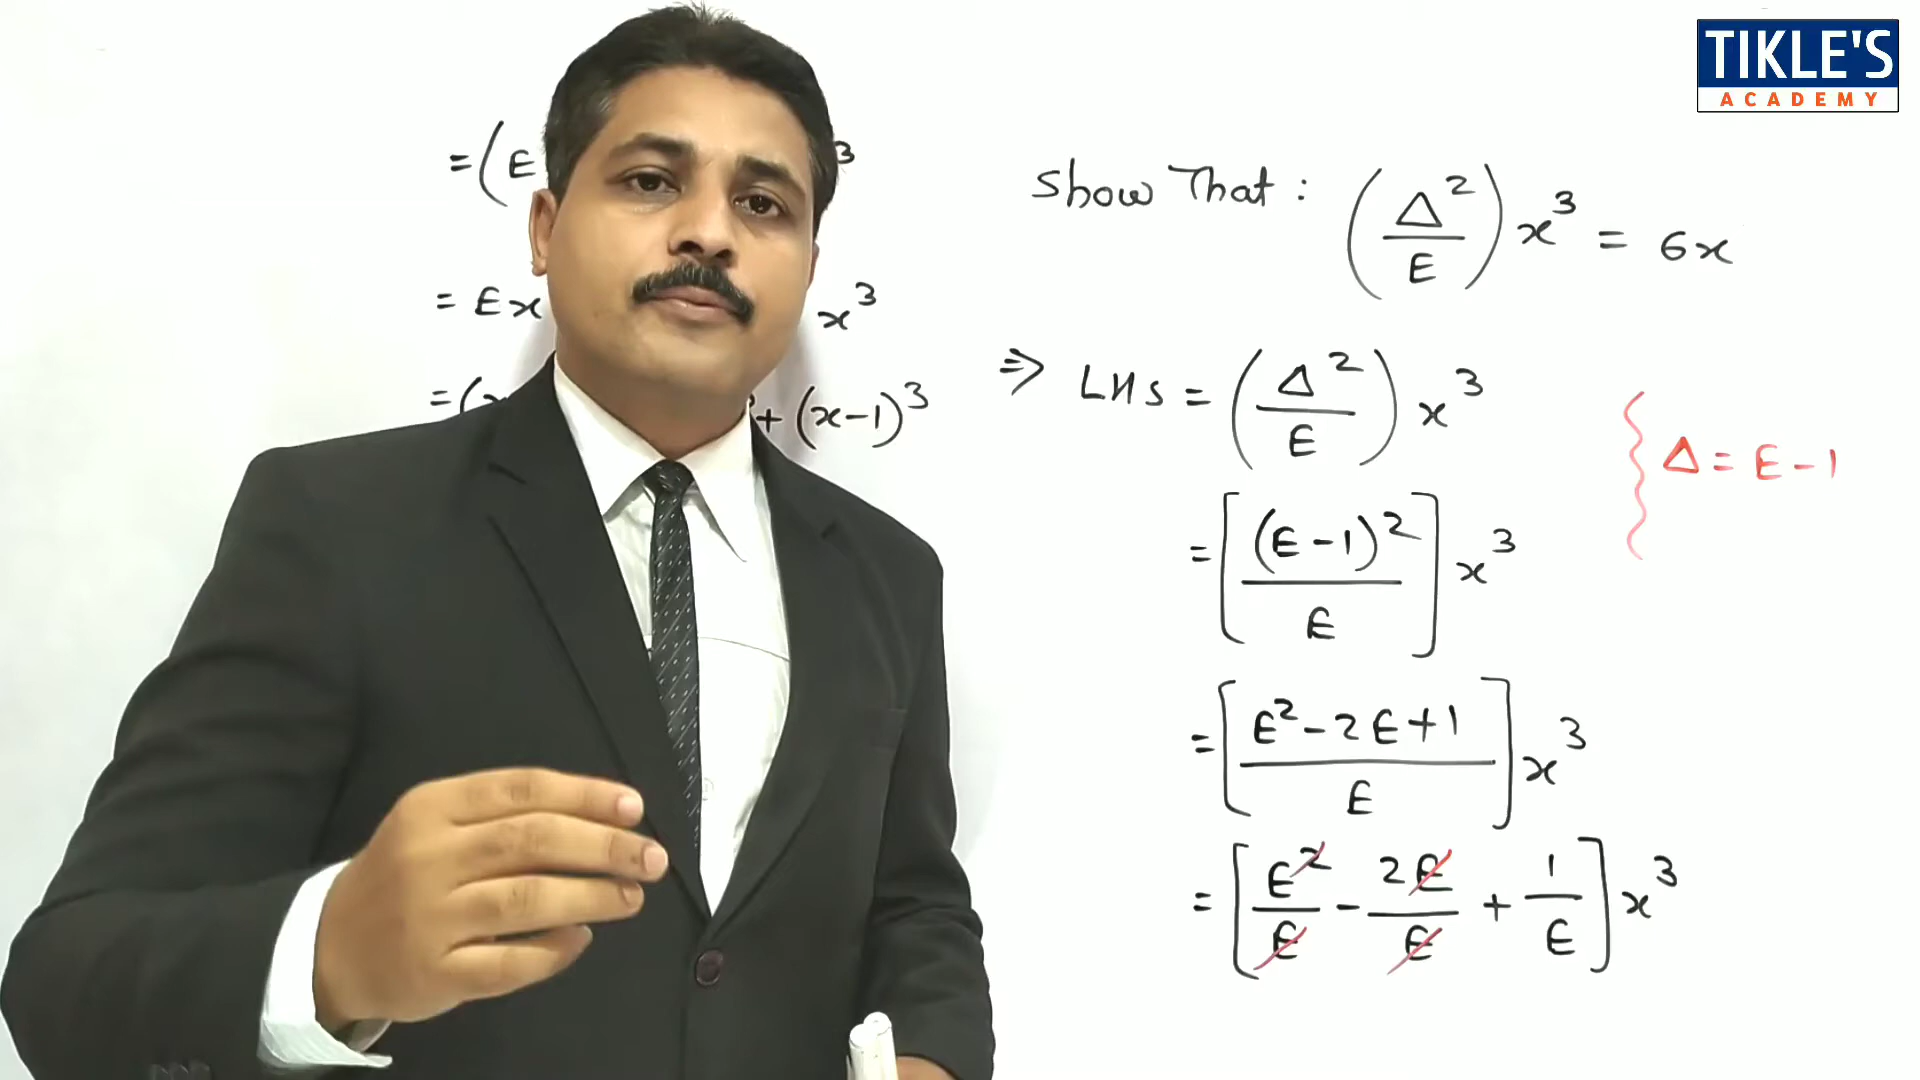 TIKLE'S
ACADEMY
Show That : (Δ²/E) x³ = 6x
⇒ LHS = (Δ²/E) x³
Δ = E - 1
= [(E - 1)²/E] x³
= [E² - 2E + 1/E] x³
= [E²/E - 2E/E + 1/E] x³
= (E 3
= Ex x³
= (x + (x-1)³